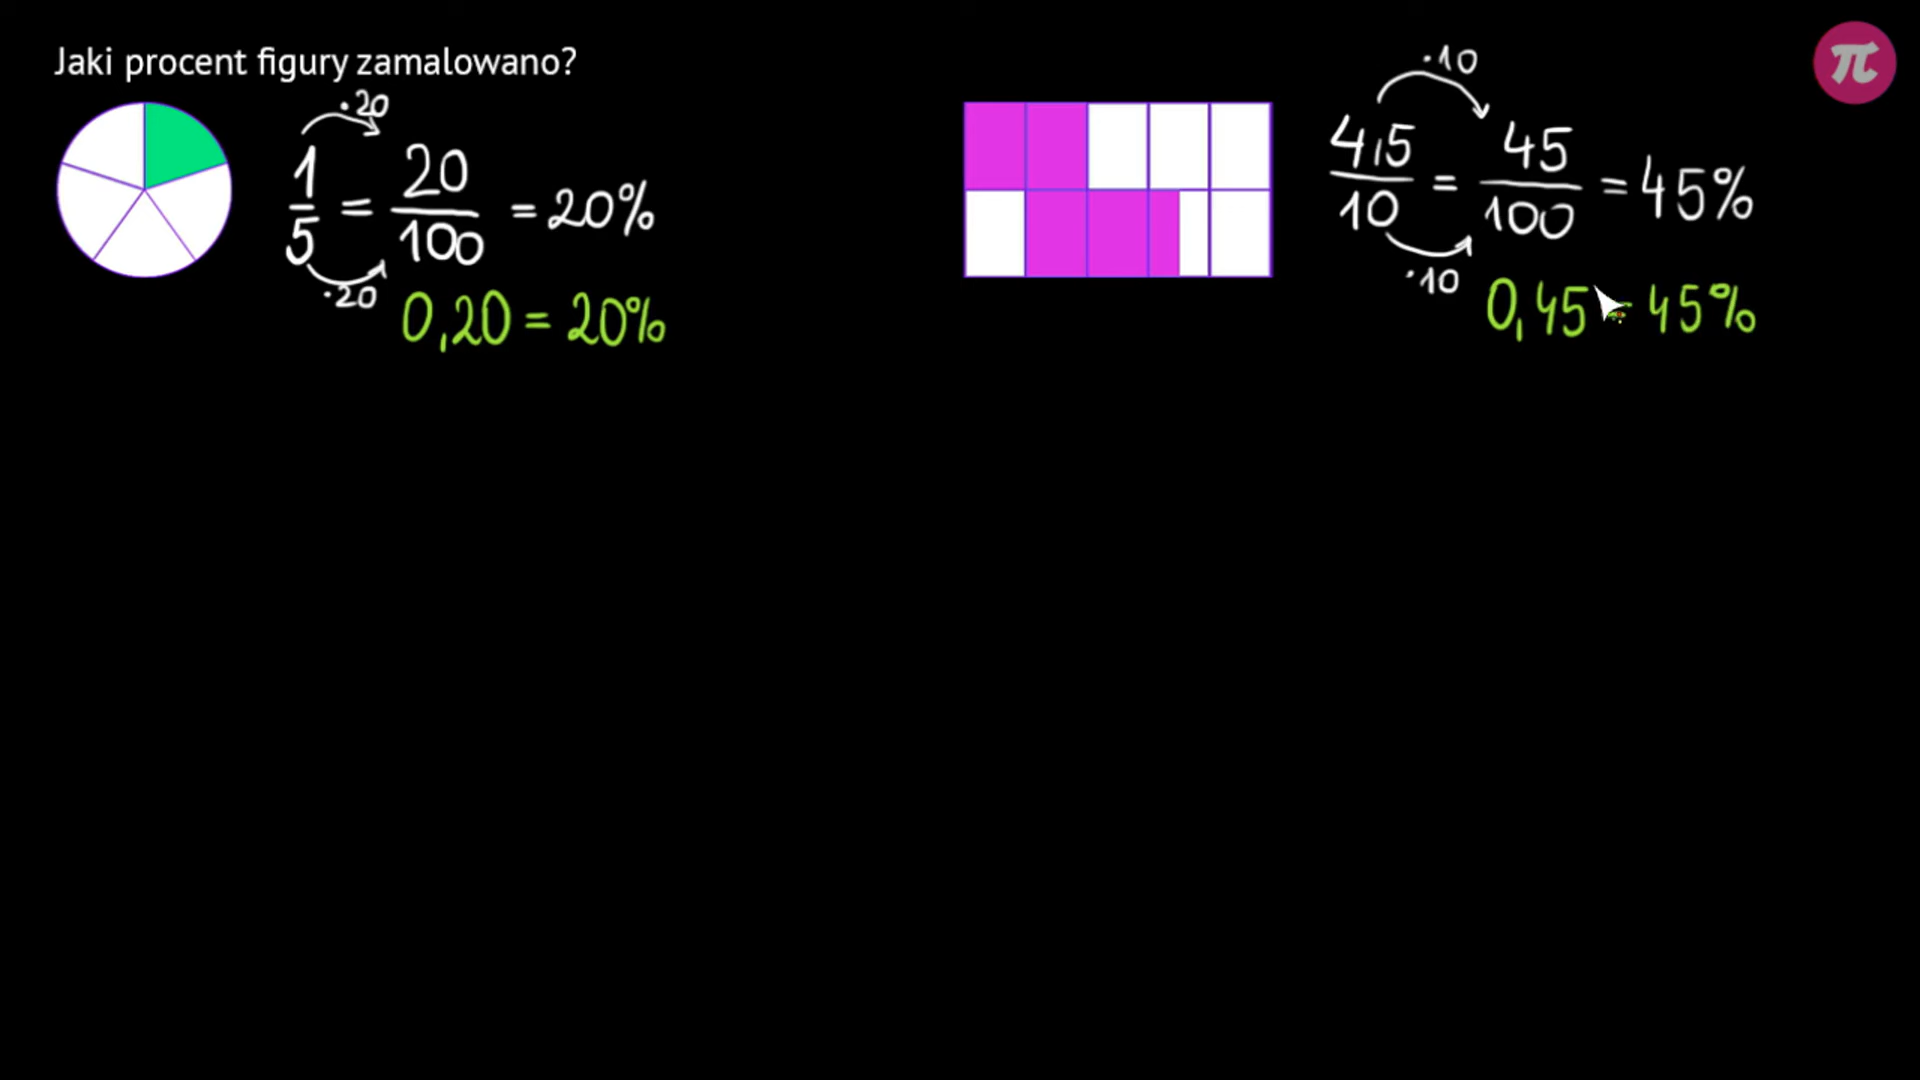 Jaki procent figury zamalowano?
·20
1/5 = 20/100 = 20%
·20
0,20 = 20%
·10
4,5/10 = 45/100 = 45%
·10
0,45 = 45%
π